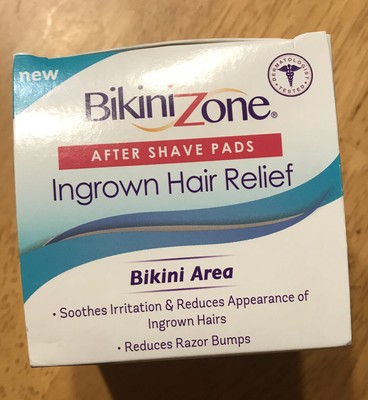 new
DERMATOLOGIST TESTED
BikiniZone®
AFTER SHAVE PADS
Ingrown Hair Relief
Bikini Area
• Soothes Irritation & Reduces Appearance of
Ingrown Hairs
• Reduces Razor Bumps